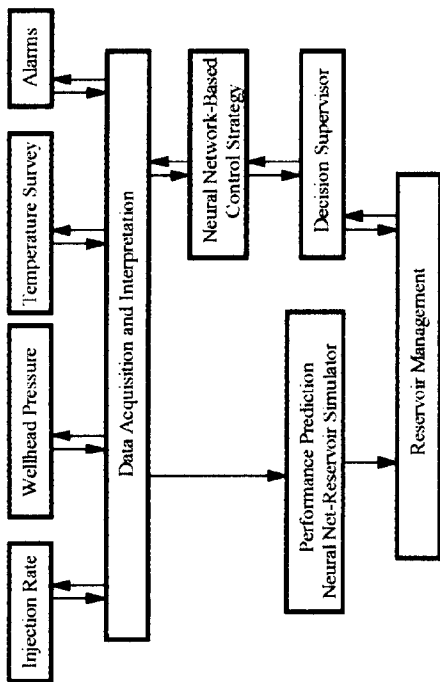 Injection Rate
Wellhead Pressure
Temperature Survey
Alarms
Data Acquisition and Interpretation
Neural Network-Based
Control Strategy
Performance Prediction
Neural Net-Reservoir Simulator
Decision Supervisor
Reservoir Management